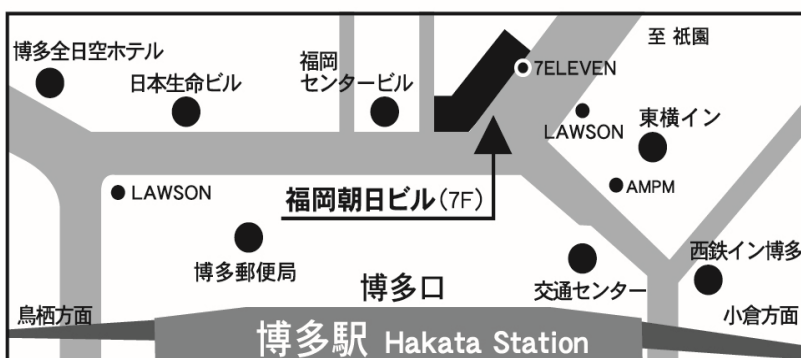 博多全日空ホテル
日本生命ビル
福岡
センタービル
7ELEVEN
至 祇園
LAWSON
東横イン
AMPM
LAWSON
福岡朝日ビル(7F)
博多郵便局
博多口
交通センター
西鉄イン博多
鳥栖方面
小倉方面
博多駅 Hakata Station